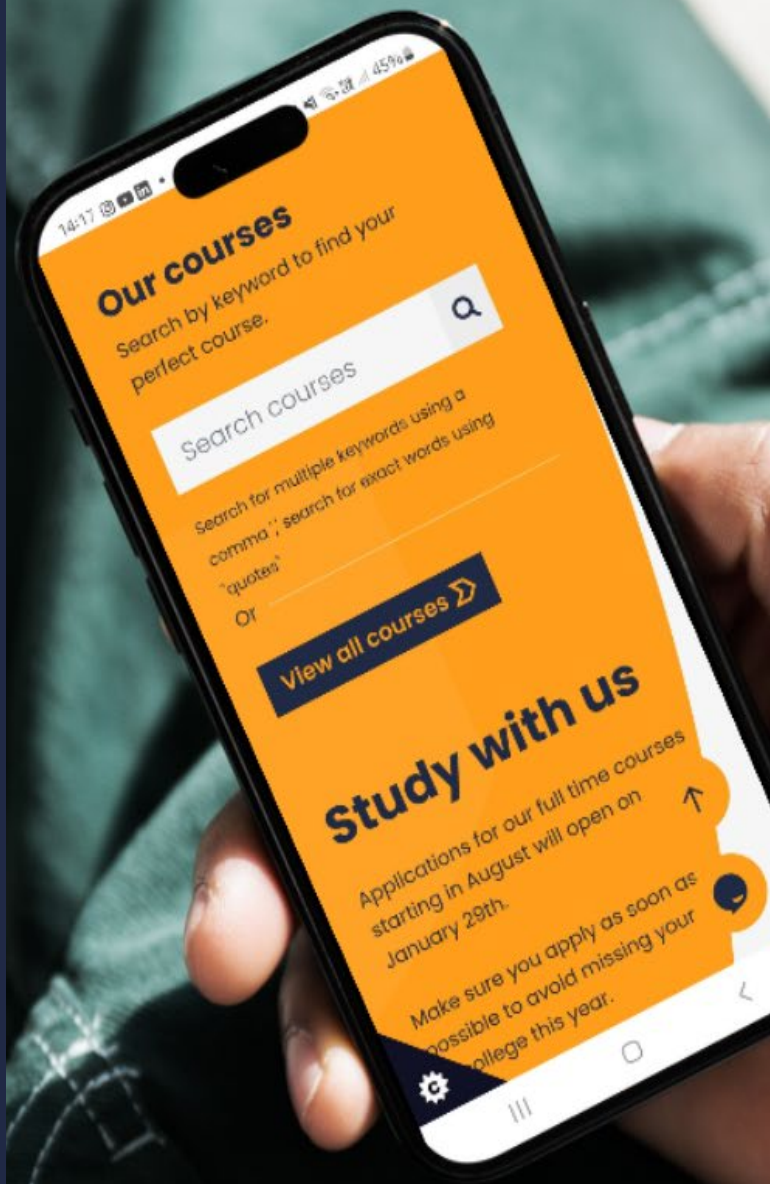 14:17
45%
Our courses
Search by keyword to find your
perfect course.
Search courses
Search for multiple keywords using a
comma ',' search for exact words using
"quotes"
Or
View all courses
Study with us
Applications for our full time courses
starting in August will open on
January 29th.
Make sure you apply as soon as
possible to avoid missing your
college this year.